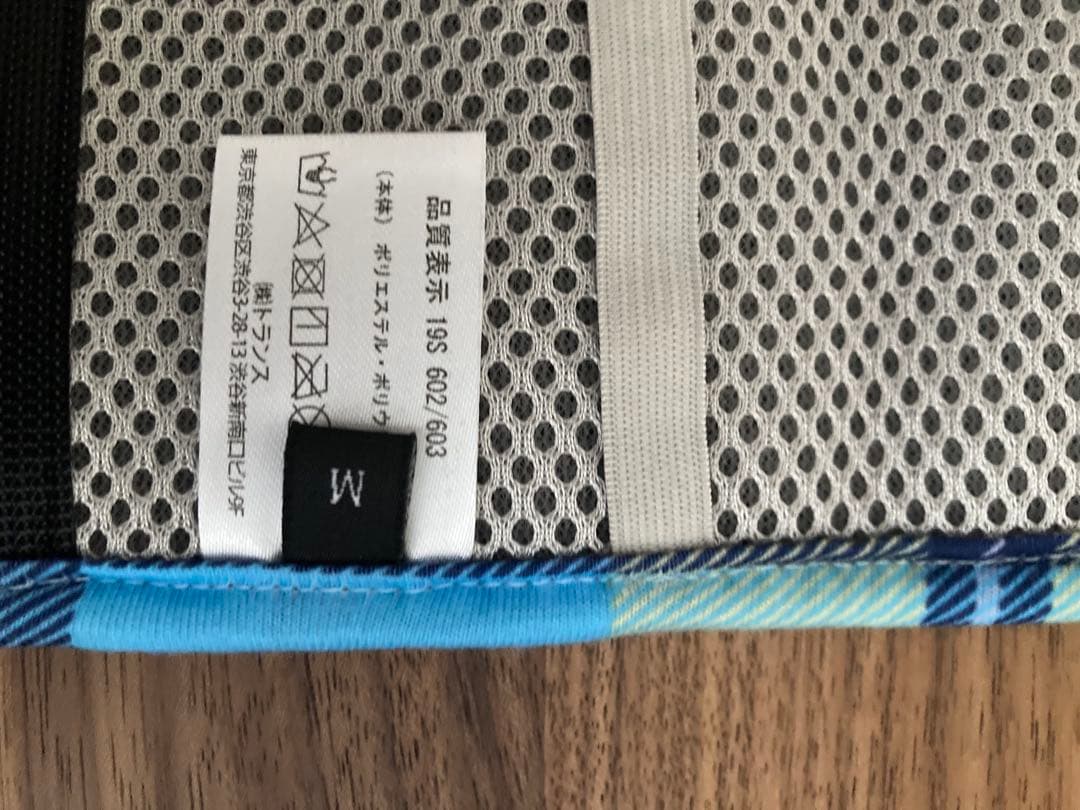 品質表示 19S 602/603
(本体) ポリエステル・ポリウ
㈱トランス
東京都渋谷区渋谷3-28-13 渋谷新南口ビル9F
M